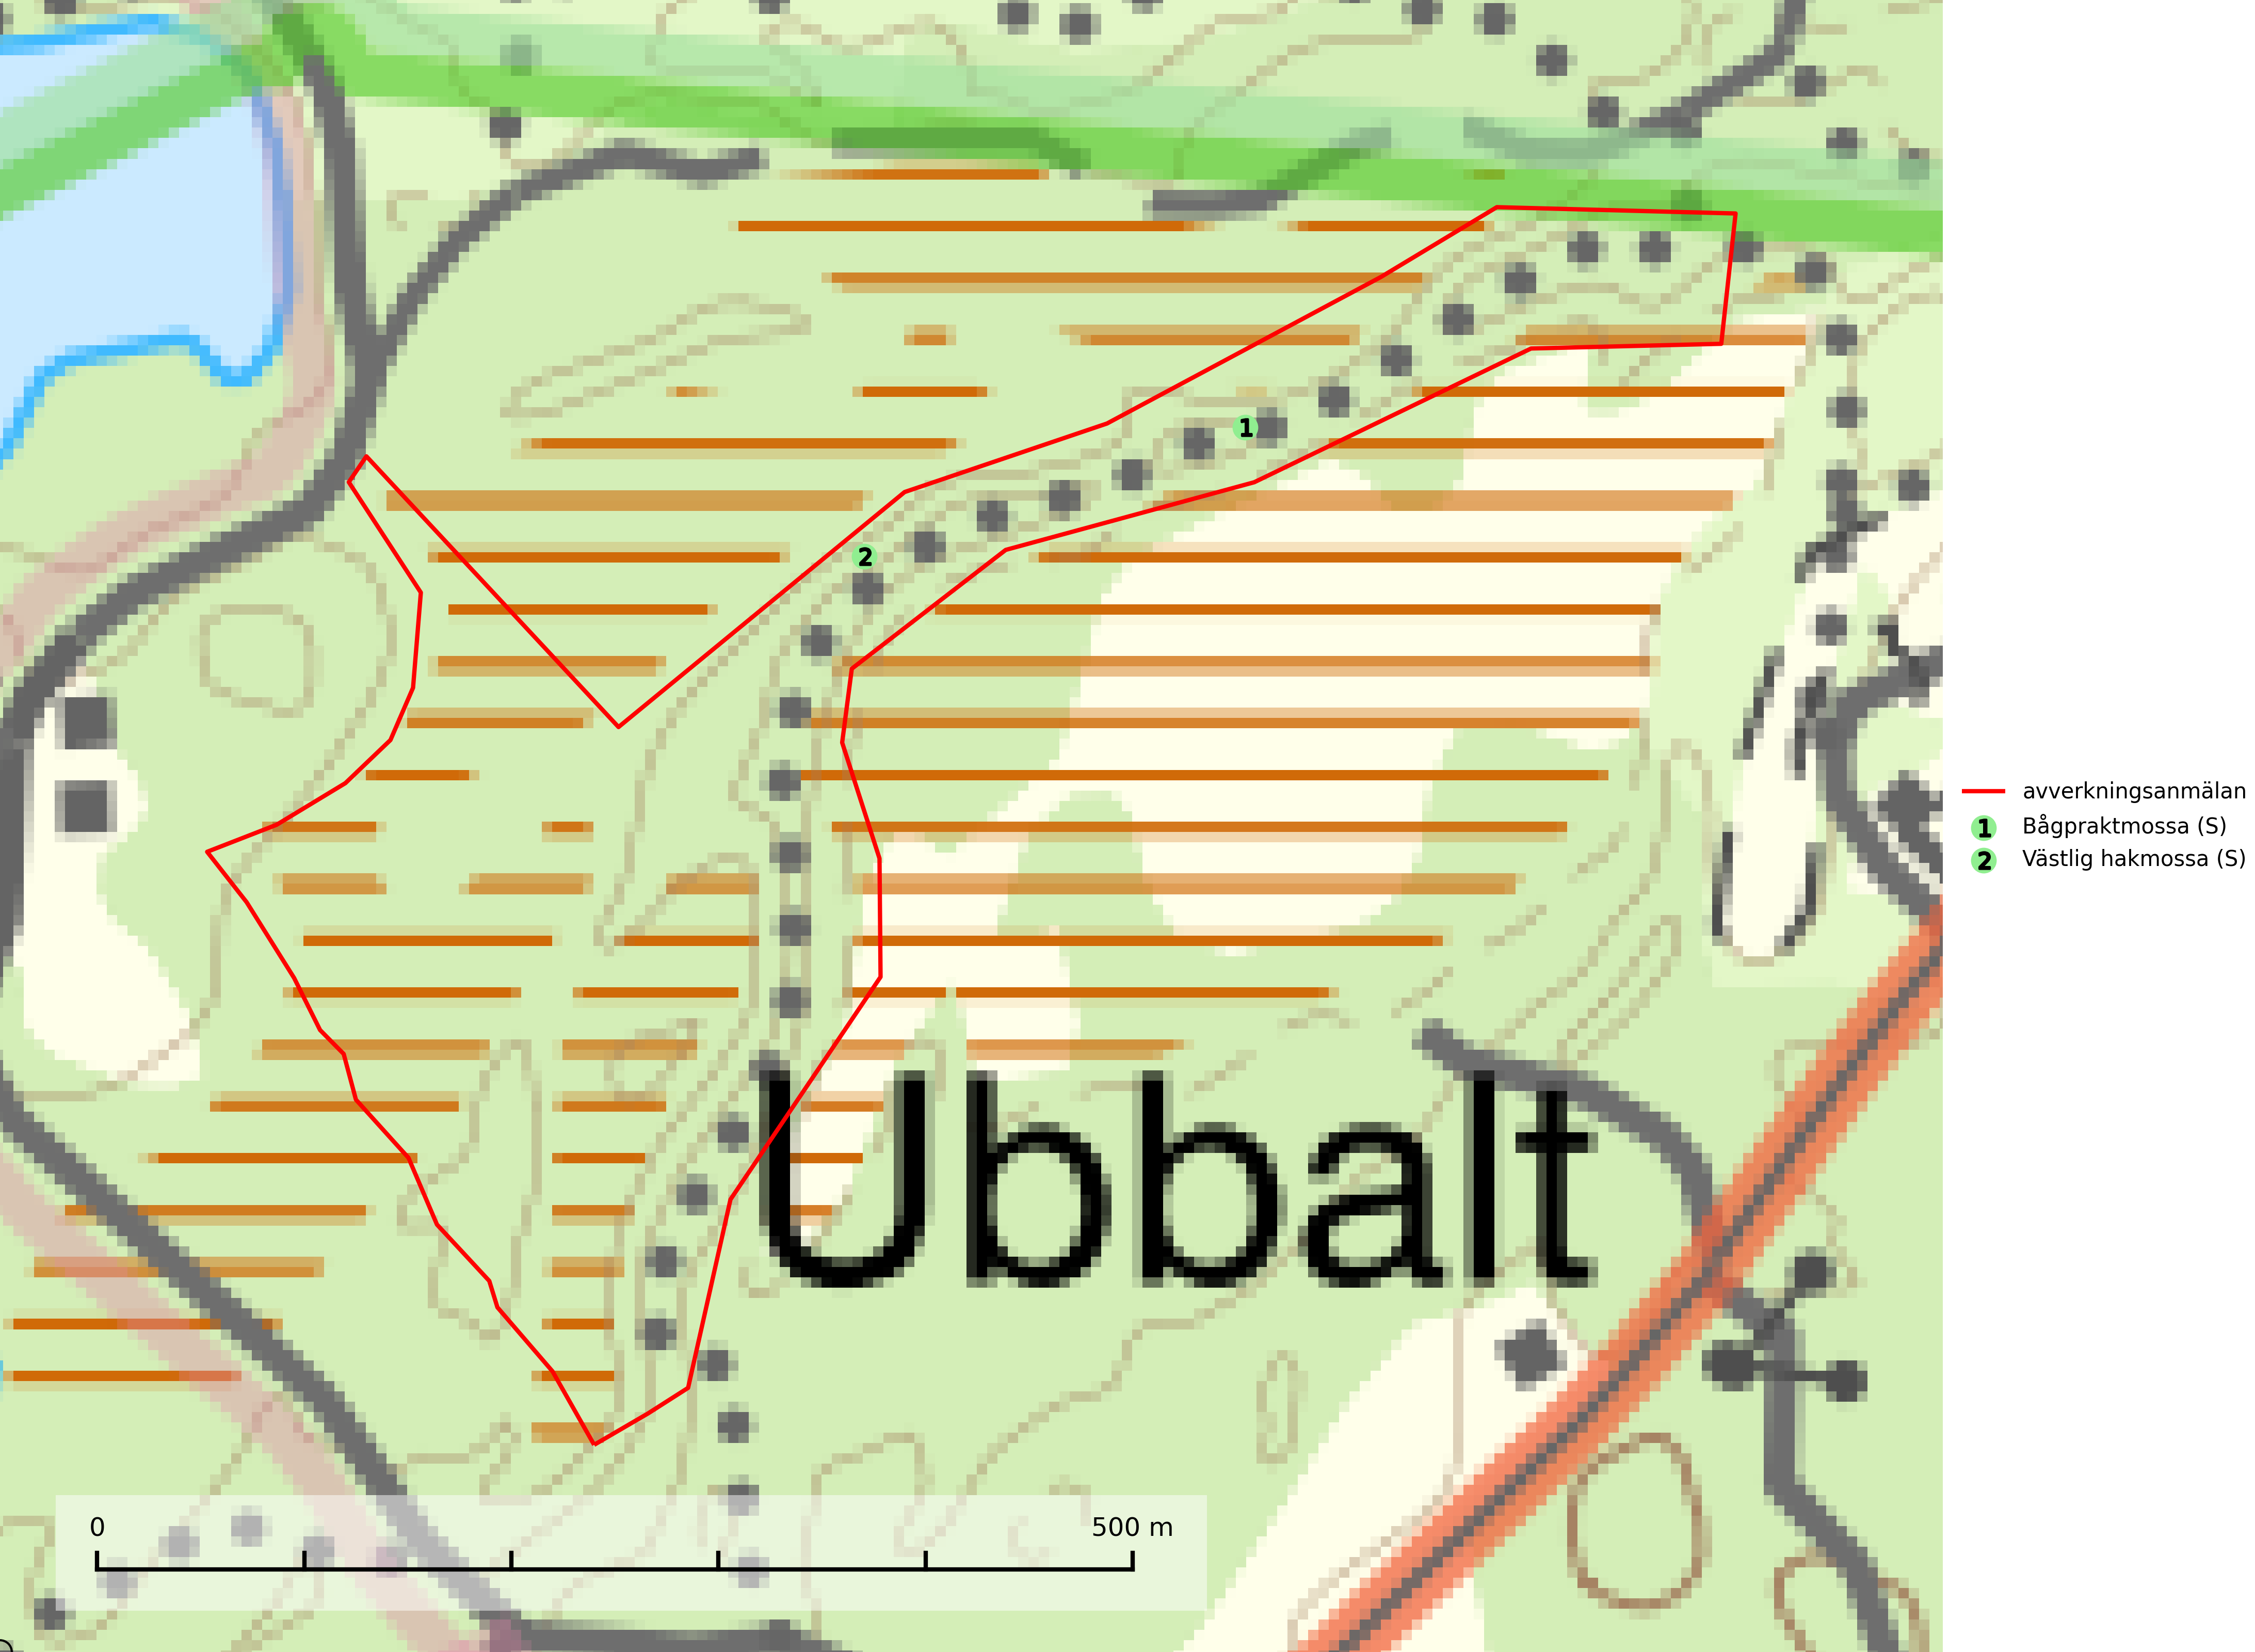 1
2
Ubbalt
0
500 m
avverkningsanmälan
1 Bågpraktmossa (S)
2 Västlig hakmossa (S)